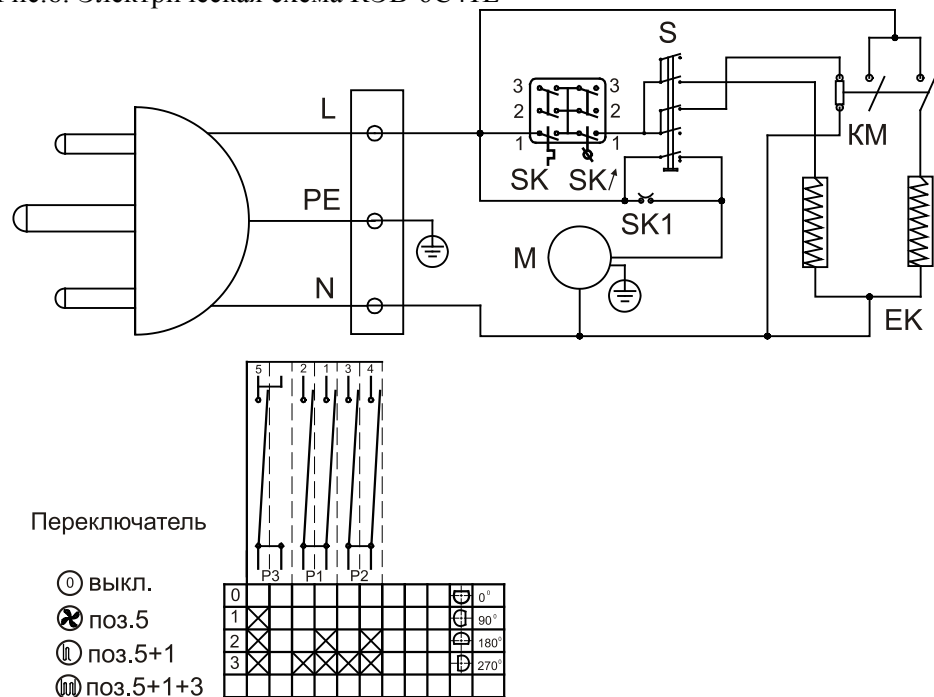 L
PE
N
S
3
2
1
3
2
1
SK
SK
SK1
M
KM
EK
5 2 1 3 4
P3 P1 P2
Переключатель
0 выкл.
поз.5
поз.5+1
поз.5+1+3
0 0°
1 90°
2 180°
3 270°